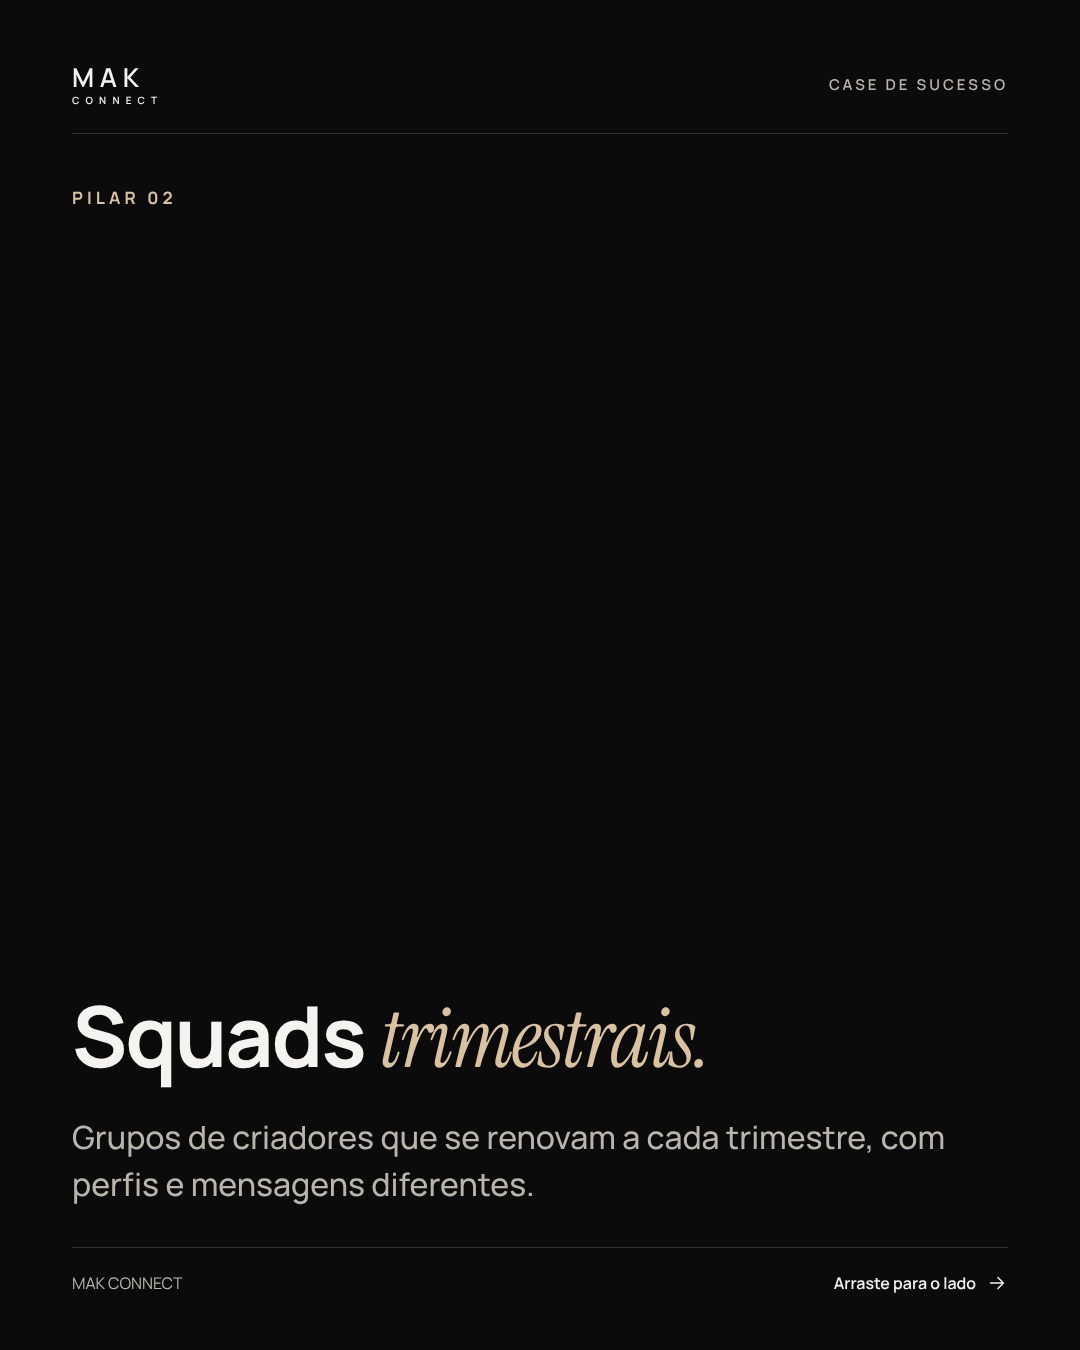 MAK
CONNECT
CASE DE SUCESSO
PILAR 02
Squads trimestrais.
Grupos de criadores que se renovam a cada trimestre, com
perfis e mensagens diferentes.
MAK CONNECT
Arraste para o lado →